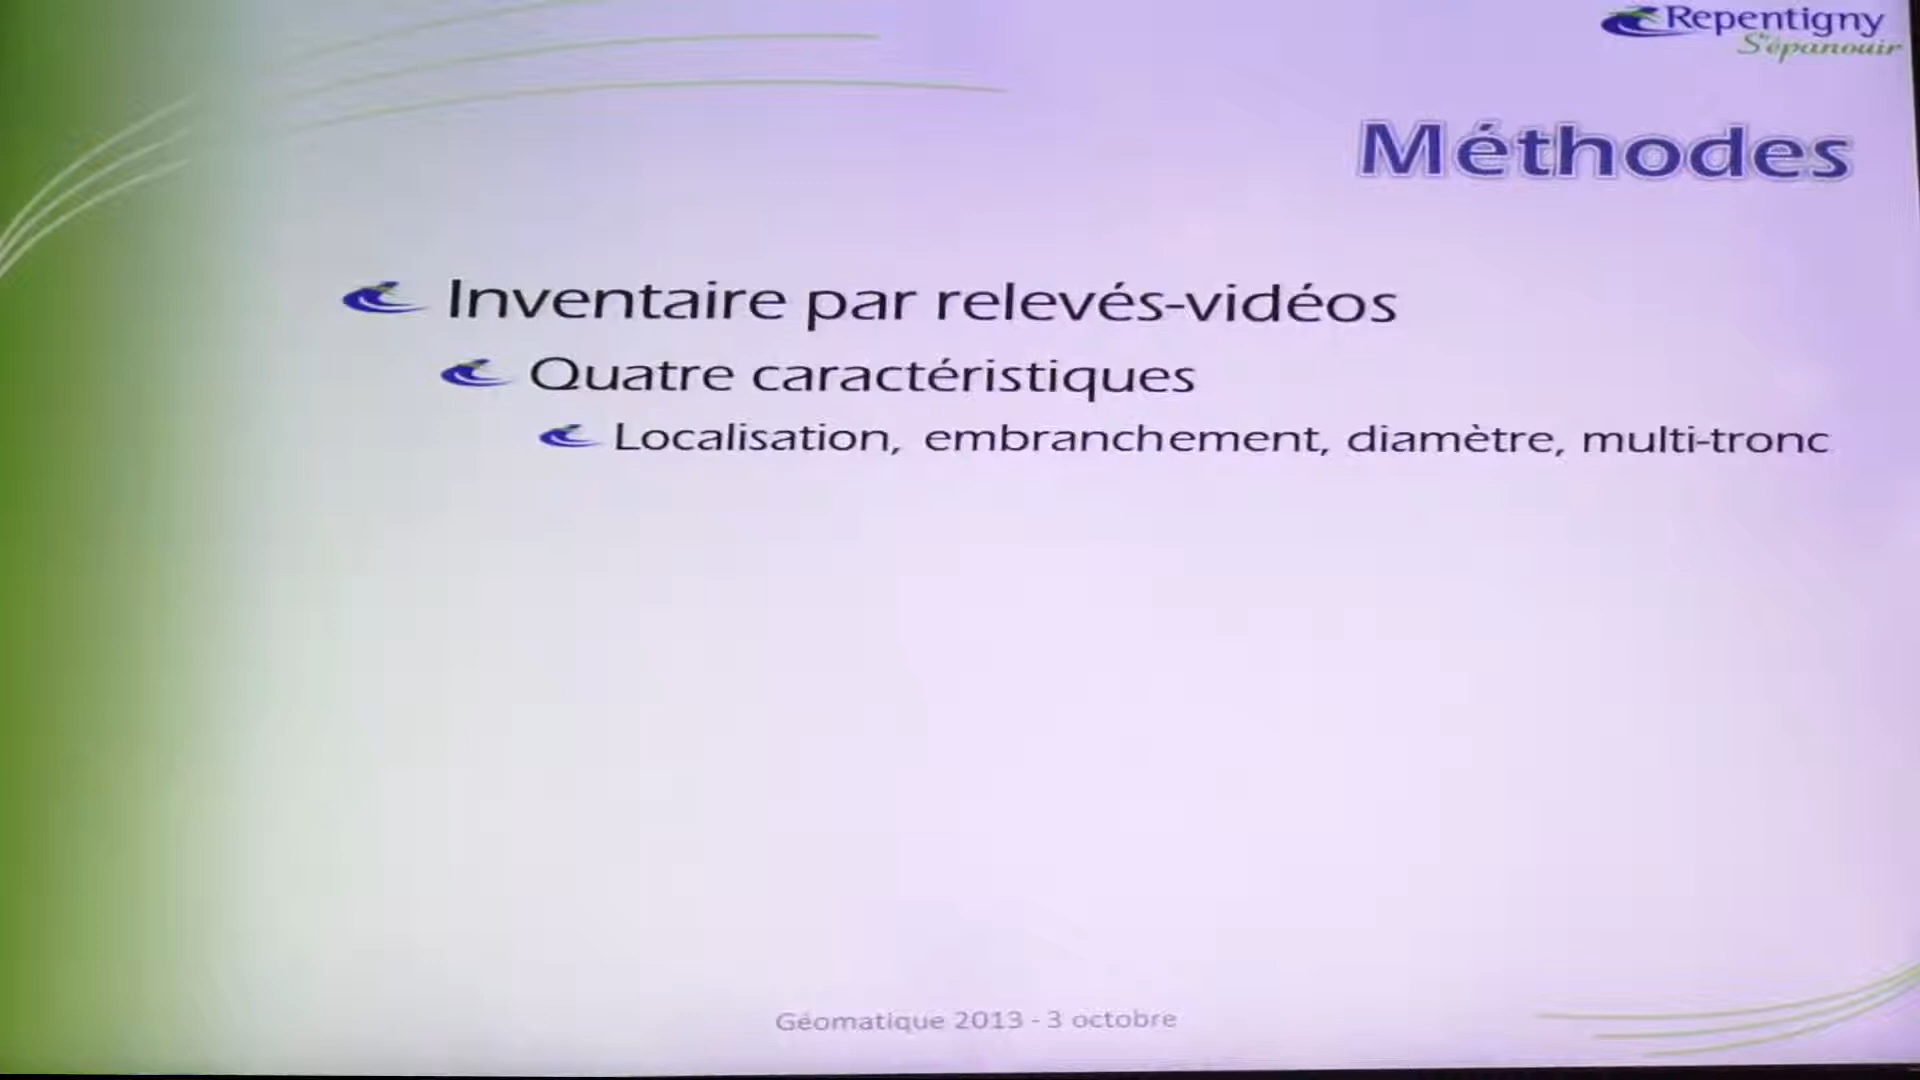 Repentigny
S'épanouir
Méthodes
Inventaire par relevés-vidéos
Quatre caractéristiques
Localisation, embranchement, diamètre, multi-tronc
Géomatique 2013 - 3 octobre